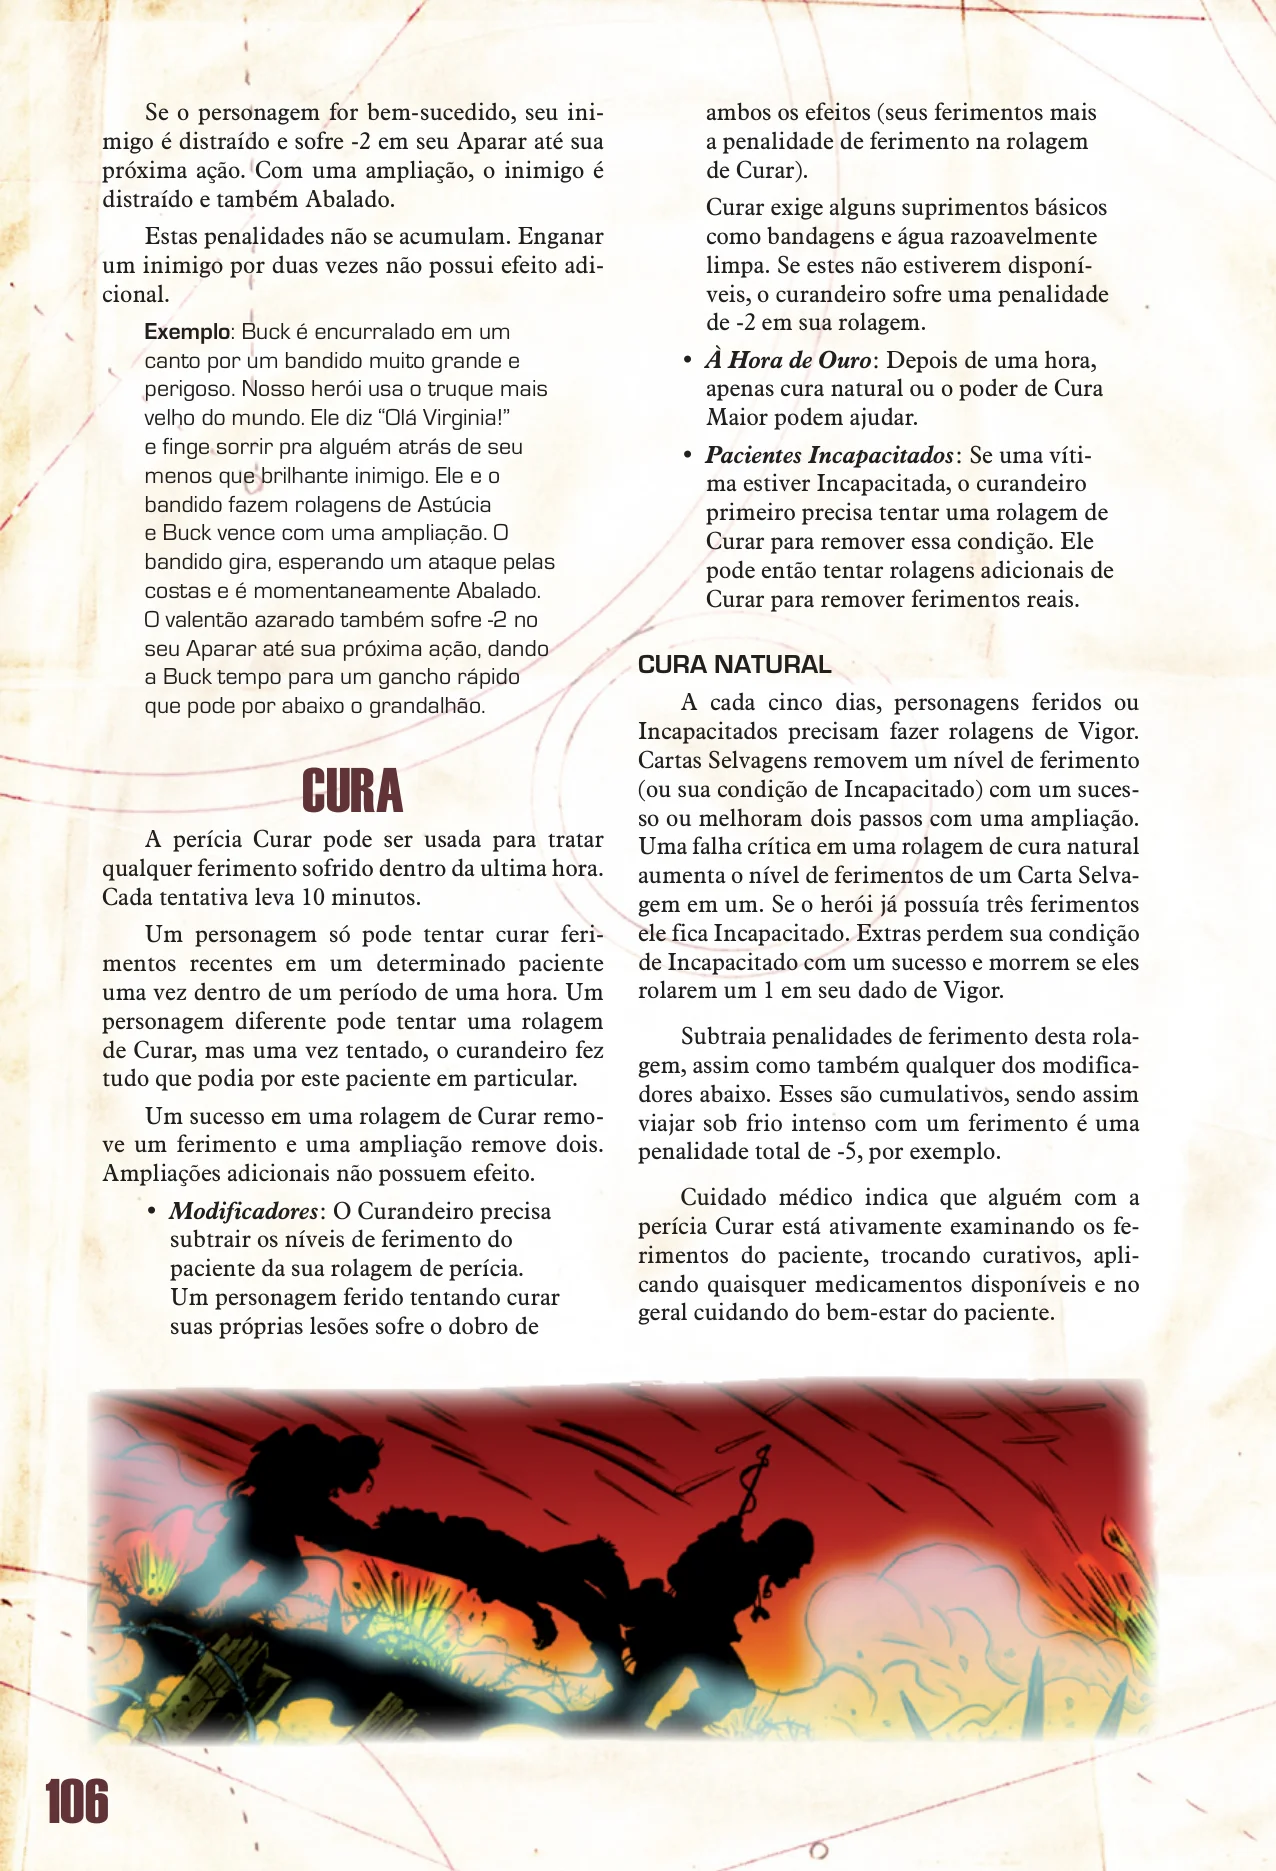 Se o personagem for bem-sucedido, seu ini-
migo é distraído e sofre -2 em seu Aparar até sua
próxima ação. Com uma ampliação, o inimigo é
distraído e também Abalado.
Estas penalidades não se acumulam. Enganar
um inimigo por duas vezes não possui efeito adi-
cional.
Exemplo: Buck é encurralado em um
canto por um bandido muito grande e
perigoso. Nosso herói usa o truque mais
velho do mundo. Ele diz “Olá Virginia!”
e finge sorrir pra alguém atrás de seu
menos que brilhante inimigo. Ele e o
bandido fazem rolagens de Astúcia
e Buck vence com uma ampliação. O
bandido gira, esperando um ataque pelas
costas e é momentaneamente Abalado.
O valentão azarado também sofre -2 no
seu Aparar até sua próxima ação, dando
a Buck tempo para um gancho rápido
que pode por abaixo o grandalhão.
CURA
A perícia Curar pode ser usada para tratar
qualquer ferimento sofrido dentro da ultima hora.
Cada tentativa leva 10 minutos.
Um personagem só pode tentar curar feri-
mentos recentes em um determinado paciente
uma vez dentro de um período de uma hora. Um
personagem diferente pode tentar uma rolagem
de Curar, mas uma vez tentado, o curandeiro fez
tudo que podia por este paciente em particular.
Um sucesso em uma rolagem de Curar remo-
ve um ferimento e uma ampliação remove dois.
Ampliações adicionais não possuem efeito.
• Modificadores: O Curandeiro precisa
subtrair os níveis de ferimento do
paciente da sua rolagem de perícia.
Um personagem ferido tentando curar
suas próprias lesões sofre o dobro de
ambos os efeitos (seus ferimentos mais
a penalidade de ferimento na rolagem
de Curar).
Curar exige alguns suprimentos básicos
como bandagens e água razoavelmente
limpa. Se estes não estiverem disponí-
veis, o curandeiro sofre uma penalidade
de -2 em sua rolagem.
• À Hora de Ouro: Depois de uma hora,
apenas cura natural ou o poder de Cura
Maior podem ajudar.
• Pacientes Incapacitados: Se uma víti-
ma estiver Incapacitada, o curandeiro
primeiro precisa tentar uma rolagem de
Curar para remover essa condição. Ele
pode então tentar rolagens adicionais de
Curar para remover ferimentos reais.
CURA NATURAL
A cada cinco dias, personagens feridos ou
Incapacitados precisam fazer rolagens de Vigor.
Cartas Selvagens removem um nível de ferimento
(ou sua condição de Incapacitado) com um suces-
so ou melhoram dois passos com uma ampliação.
Uma falha crítica em uma rolagem de cura natural
aumenta o nível de ferimentos de um Carta Selva-
gem em um. Se o herói já possuía três ferimentos
ele fica Incapacitado. Extras perdem sua condição
de Incapacitado com um sucesso e morrem se eles
rolarem um 1 em seu dado de Vigor.
Subtraia penalidades de ferimento desta rola-
gem, assim como também qualquer dos modifica-
dores abaixo. Esses são cumulativos, sendo assim
viajar sob frio intenso com um ferimento é uma
penalidade total de -5, por exemplo.
Cuidado médico indica que alguém com a
perícia Curar está ativamente examinando os fe-
rimentos do paciente, trocando curativos, apli-
cando quaisquer medicamentos disponíveis e no
geral cuidando do bem-estar do paciente.
106